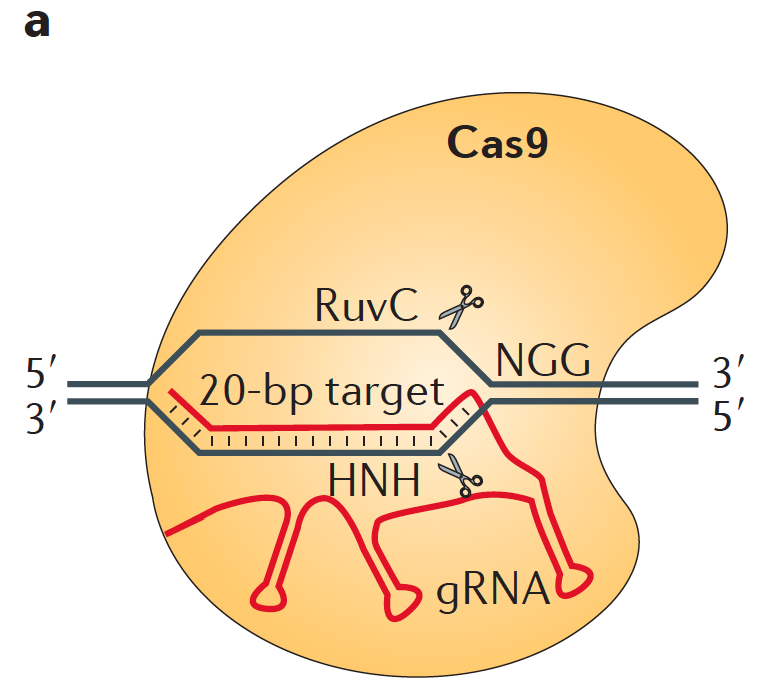 a
Cas9
RuvC
NGG
5′
3′
20-bp target
3′
5′
HNH
gRNA